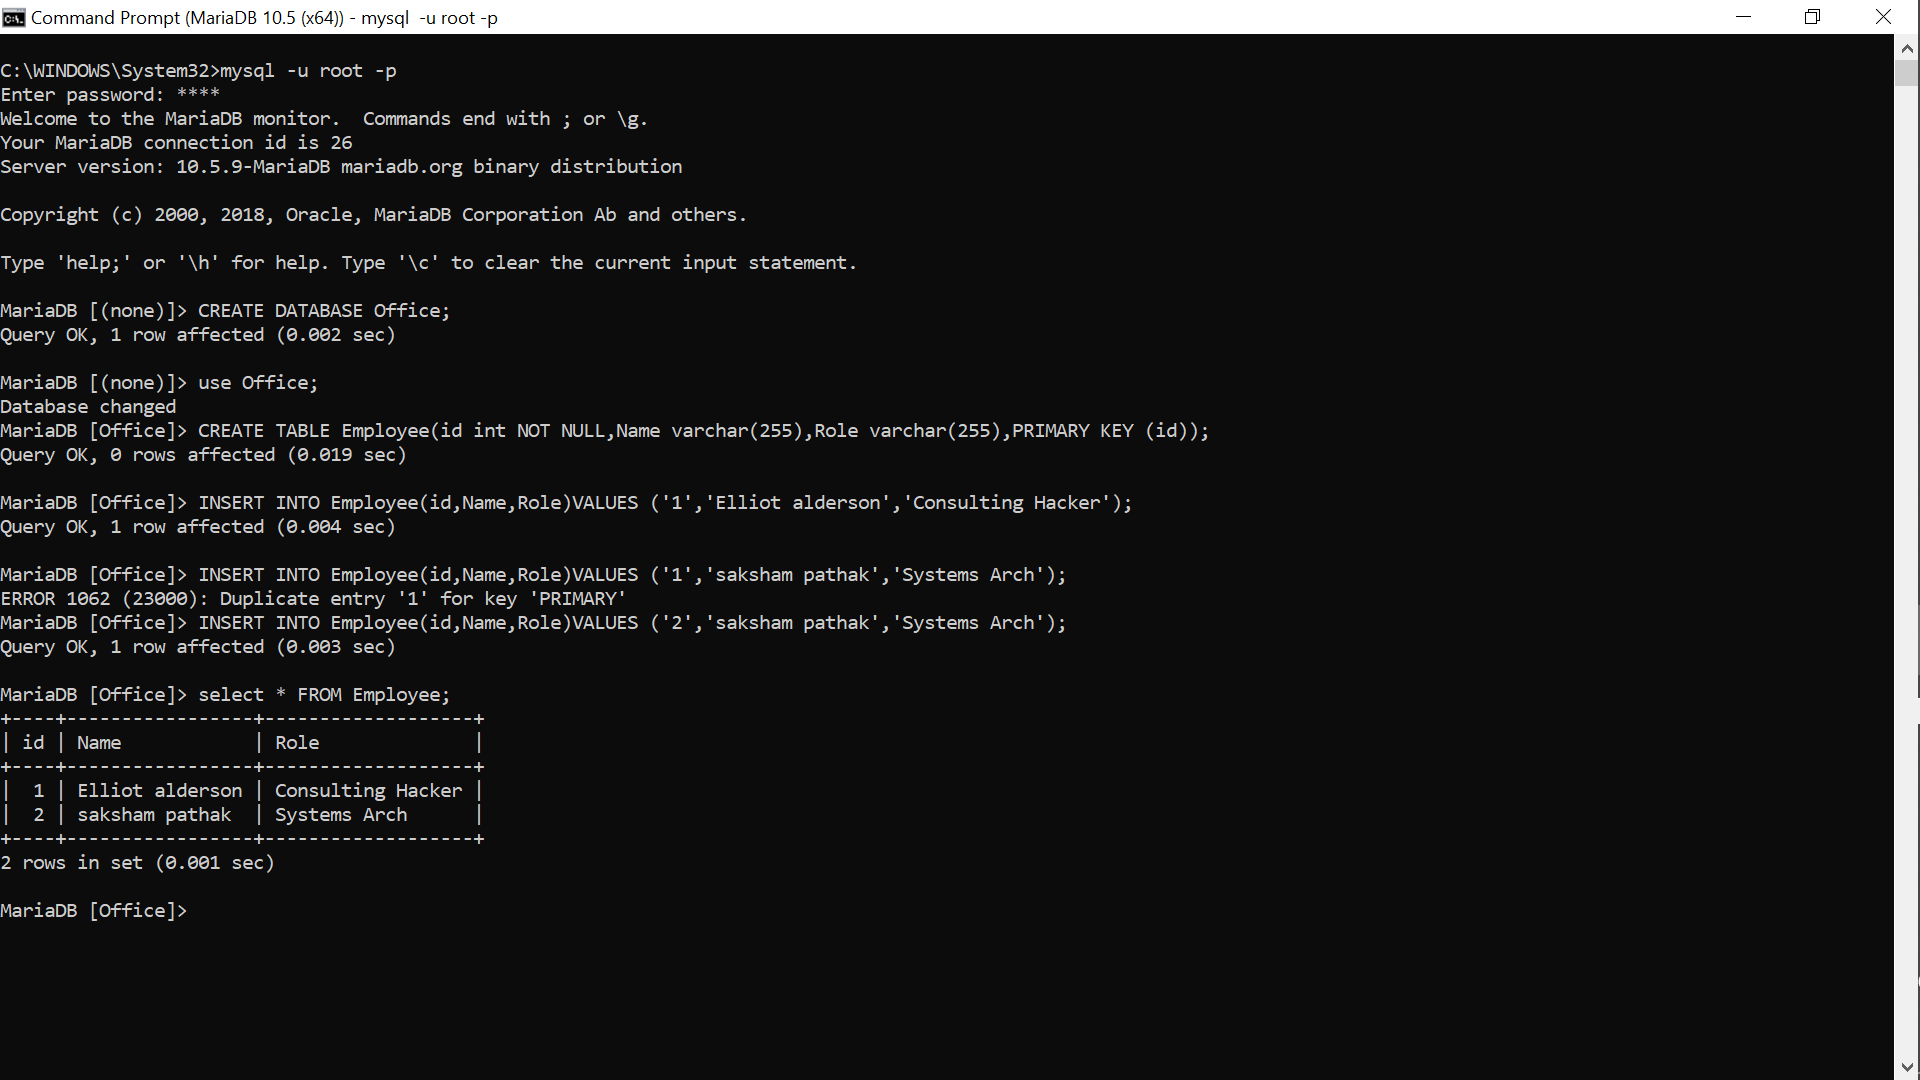 Command Prompt (MariaDB 10.5 (x64)) - mysql  -u root -p
C:\WINDOWS\System32>mysql -u root -p
Enter password: ****
Welcome to the MariaDB monitor.  Commands end with ; or \g.
Your MariaDB connection id is 26
Server version: 10.5.9-MariaDB mariadb.org binary distribution
Copyright (c) 2000, 2018, Oracle, MariaDB Corporation Ab and others.
Type 'help;' or '\h' for help. Type '\c' to clear the current input statement.
MariaDB [(none)]> CREATE DATABASE Office;
Query OK, 1 row affected (0.002 sec)
MariaDB [(none)]> use Office;
Database changed
MariaDB [Office]> CREATE TABLE Employee(id int NOT NULL,Name varchar(255),Role varchar(255),PRIMARY KEY (id));
Query OK, 0 rows affected (0.019 sec)
MariaDB [Office]> INSERT INTO Employee(id,Name,Role)VALUES ('1','Elliot alderson','Consulting Hacker');
Query OK, 1 row affected (0.004 sec)
MariaDB [Office]> INSERT INTO Employee(id,Name,Role)VALUES ('1','saksham pathak','Systems Arch');
ERROR 1062 (23000): Duplicate entry '1' for key 'PRIMARY'
MariaDB [Office]> INSERT INTO Employee(id,Name,Role)VALUES ('2','saksham pathak','Systems Arch');
Query OK, 1 row affected (0.003 sec)
MariaDB [Office]> select * FROM Employee;
+----+-----------------+-------------------+
| id | Name            | Role              |
+----+-----------------+-------------------+
|  1 | Elliot alderson | Consulting Hacker |
|  2 | saksham pathak  | Systems Arch      |
+----+-----------------+-------------------+
2 rows in set (0.001 sec)
MariaDB [Office]>